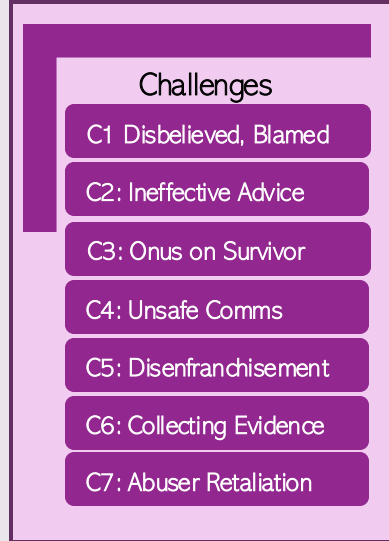 Challenges
C1 Disbelieved, Blamed
C2: Ineffective Advice
C3: Onus on Survivor
C4: Unsafe Comms
C5: Disenfranchisement
C6: Collecting Evidence
C7: Abuser Retaliation